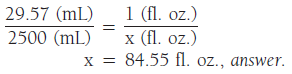 29.57 (mL) = 1 (fl. oz.)
2500 (mL) x (fl. oz.)
x = 84.55 fl. oz., answer.